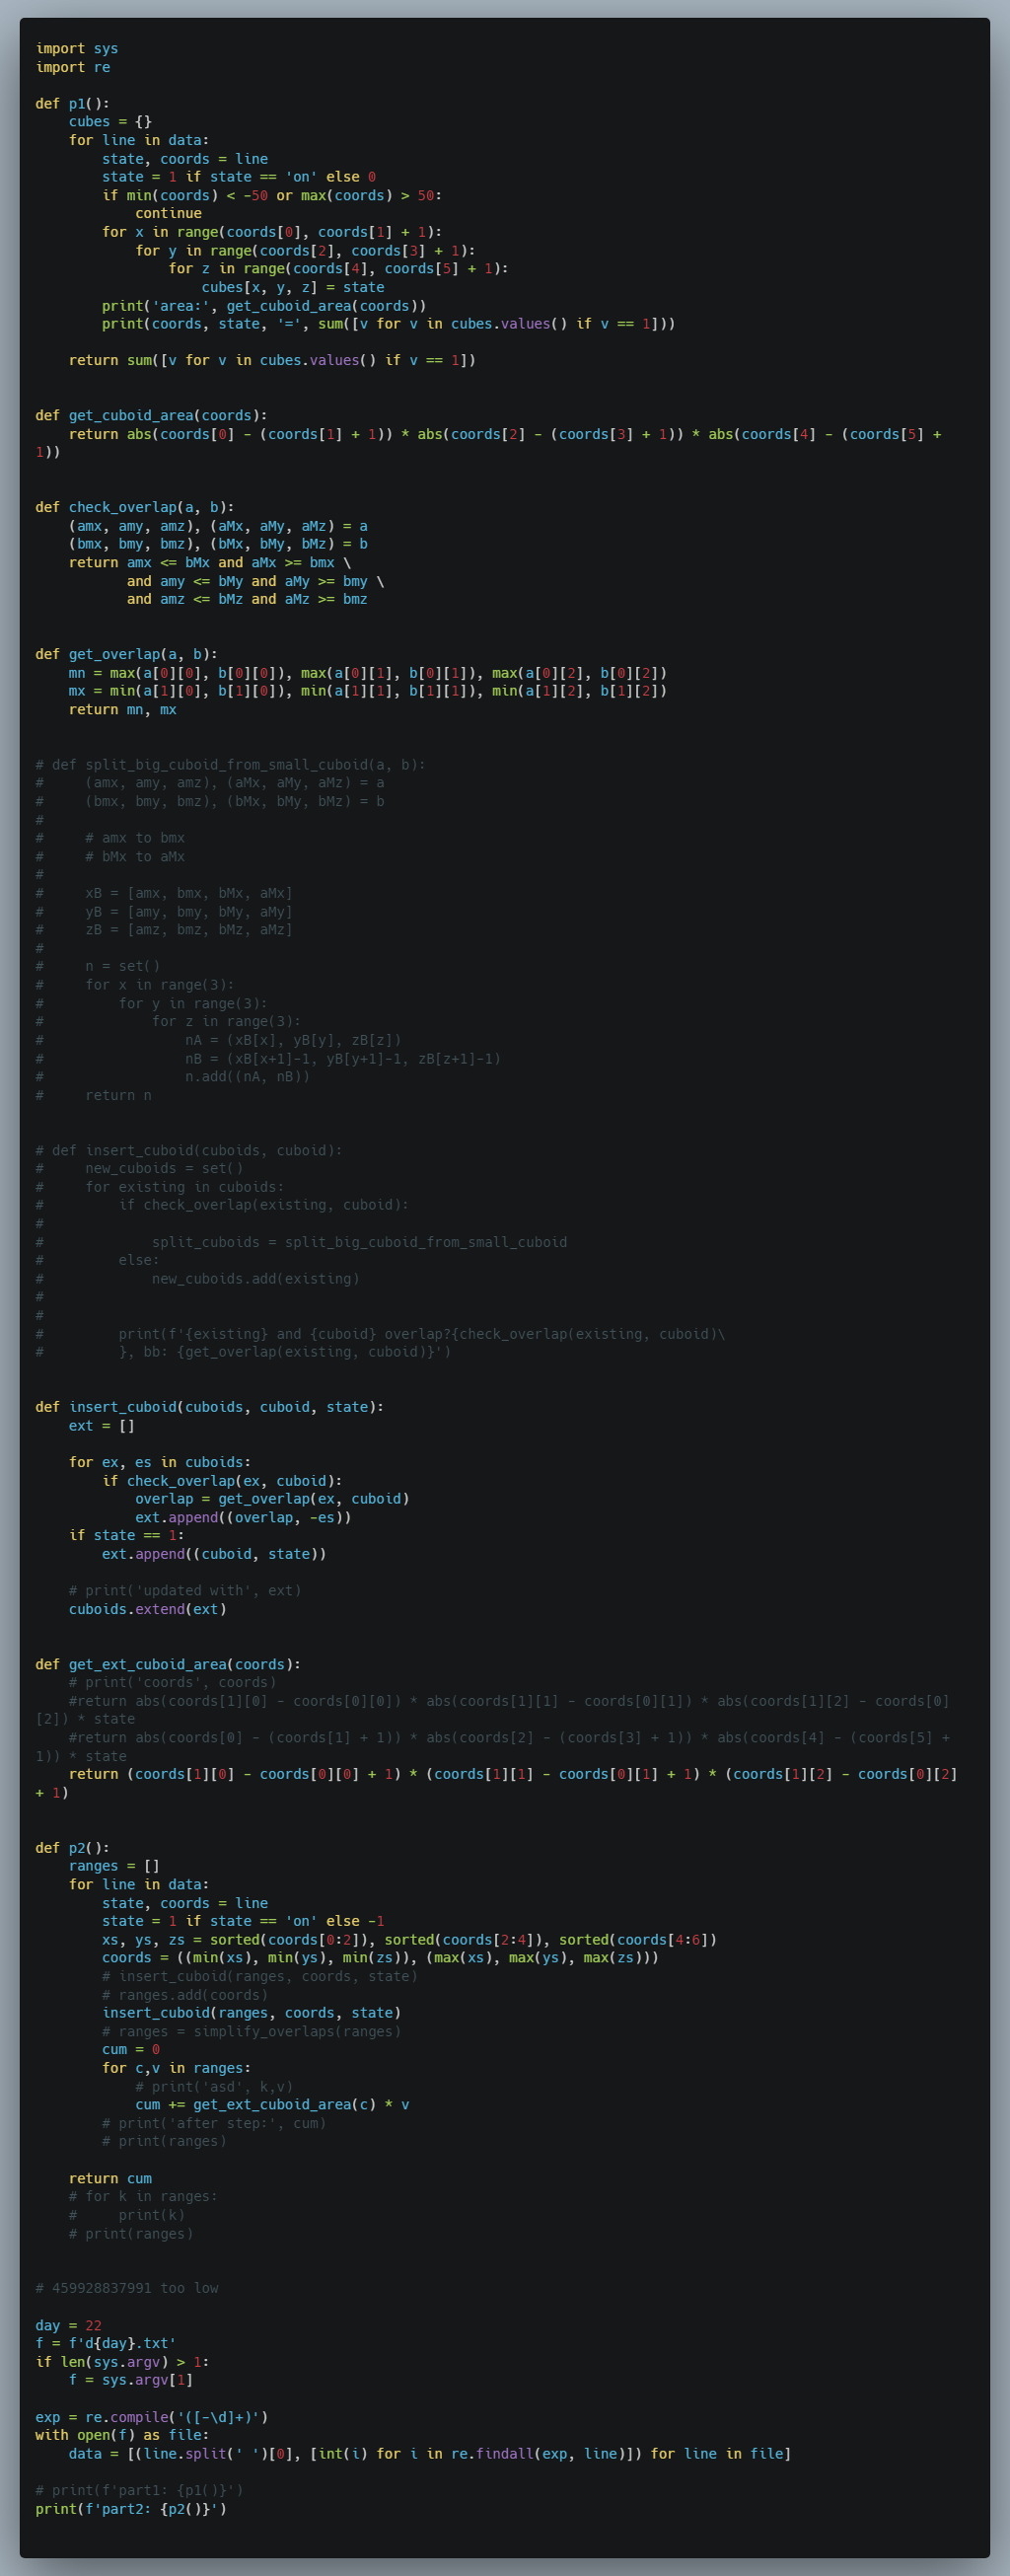 import sys
import re

def p1():
    cubes = {}
    for line in data:
        state, coords = line
        state = 1 if state == 'on' else 0
        if min(coords) < -50 or max(coords) > 50:
            continue
        for x in range(coords[0], coords[1] + 1):
            for y in range(coords[2], coords[3] + 1):
                for z in range(coords[4], coords[5] + 1):
                    cubes[x, y, z] = state
        print('area:', get_cuboid_area(coords))
        print(coords, state, '=', sum([v for v in cubes.values() if v == 1]))

    return sum([v for v in cubes.values() if v == 1])


def get_cuboid_area(coords):
    return abs(coords[0] - (coords[1] + 1)) * abs(coords[2] - (coords[3] + 1)) * abs(coords[4] - (coords[5] +
1))


def check_overlap(a, b):
    (amx, amy, amz), (aMx, aMy, aMz) = a
    (bmx, bmy, bmz), (bMx, bMy, bMz) = b
    return amx <= bMx and aMx >= bmx \
           and amy <= bMy and aMy >= bmy \
           and amz <= bMz and aMz >= bmz


def get_overlap(a, b):
    mn = max(a[0][0], b[0][0]), max(a[0][1], b[0][1]), max(a[0][2], b[0][2])
    mx = min(a[1][0], b[1][0]), min(a[1][1], b[1][1]), min(a[1][2], b[1][2])
    return mn, mx


# def split_big_cuboid_from_small_cuboid(a, b):
#     (amx, amy, amz), (aMx, aMy, aMz) = a
#     (bmx, bmy, bmz), (bMx, bMy, bMz) = b
#
#     # amx to bmx
#     # bMx to aMx
#
#     xB = [amx, bmx, bMx, aMx]
#     yB = [amy, bmy, bMy, aMy]
#     zB = [amz, bmz, bMz, aMz]
#
#     n = set()
#     for x in range(3):
#         for y in range(3):
#             for z in range(3):
#                 nA = (xB[x], yB[y], zB[z])
#                 nB = (xB[x+1]-1, yB[y+1]-1, zB[z+1]-1)
#                 n.add((nA, nB))
#     return n


# def insert_cuboid(cuboids, cuboid):
#     new_cuboids = set()
#     for existing in cuboids:
#         if check_overlap(existing, cuboid):
#
#             split_cuboids = split_big_cuboid_from_small_cuboid
#         else:
#             new_cuboids.add(existing)
#
#
#         print(f'{existing} and {cuboid} overlap?{check_overlap(existing, cuboid)\
#         }, bb: {get_overlap(existing, cuboid)}')


def insert_cuboid(cuboids, cuboid, state):
    ext = []

    for ex, es in cuboids:
        if check_overlap(ex, cuboid):
            overlap = get_overlap(ex, cuboid)
            ext.append((overlap, -es))
    if state == 1:
        ext.append((cuboid, state))

    # print('updated with', ext)
    cuboids.extend(ext)


def get_ext_cuboid_area(coords):
    # print('coords', coords)
    #return abs(coords[1][0] - coords[0][0]) * abs(coords[1][1] - coords[0][1]) * abs(coords[1][2] - coords[0]
[2]) * state
    #return abs(coords[0] - (coords[1] + 1)) * abs(coords[2] - (coords[3] + 1)) * abs(coords[4] - (coords[5] +
1)) * state
    return (coords[1][0] - coords[0][0] + 1) * (coords[1][1] - coords[0][1] + 1) * (coords[1][2] - coords[0][2]
+ 1)


def p2():
    ranges = []
    for line in data:
        state, coords = line
        state = 1 if state == 'on' else -1
        xs, ys, zs = sorted(coords[0:2]), sorted(coords[2:4]), sorted(coords[4:6])
        coords = ((min(xs), min(ys), min(zs)), (max(xs), max(ys), max(zs)))
        # insert_cuboid(ranges, coords, state)
        # ranges.add(coords)
        insert_cuboid(ranges, coords, state)
        # ranges = simplify_overlaps(ranges)
        cum = 0
        for c,v in ranges:
            # print('asd', k,v)
            cum += get_ext_cuboid_area(c) * v
        # print('after step:', cum)
        # print(ranges)

    return cum
    # for k in ranges:
    #     print(k)
    # print(ranges)


# 459928837991 too low

day = 22
f = f'd{day}.txt'
if len(sys.argv) > 1:
    f = sys.argv[1]

exp = re.compile('([-\d]+)')
with open(f) as file:
    data = [(line.split(' ')[0], [int(i) for i in re.findall(exp, line)]) for line in file]

# print(f'part1: {p1()}')
print(f'part2: {p2()}')